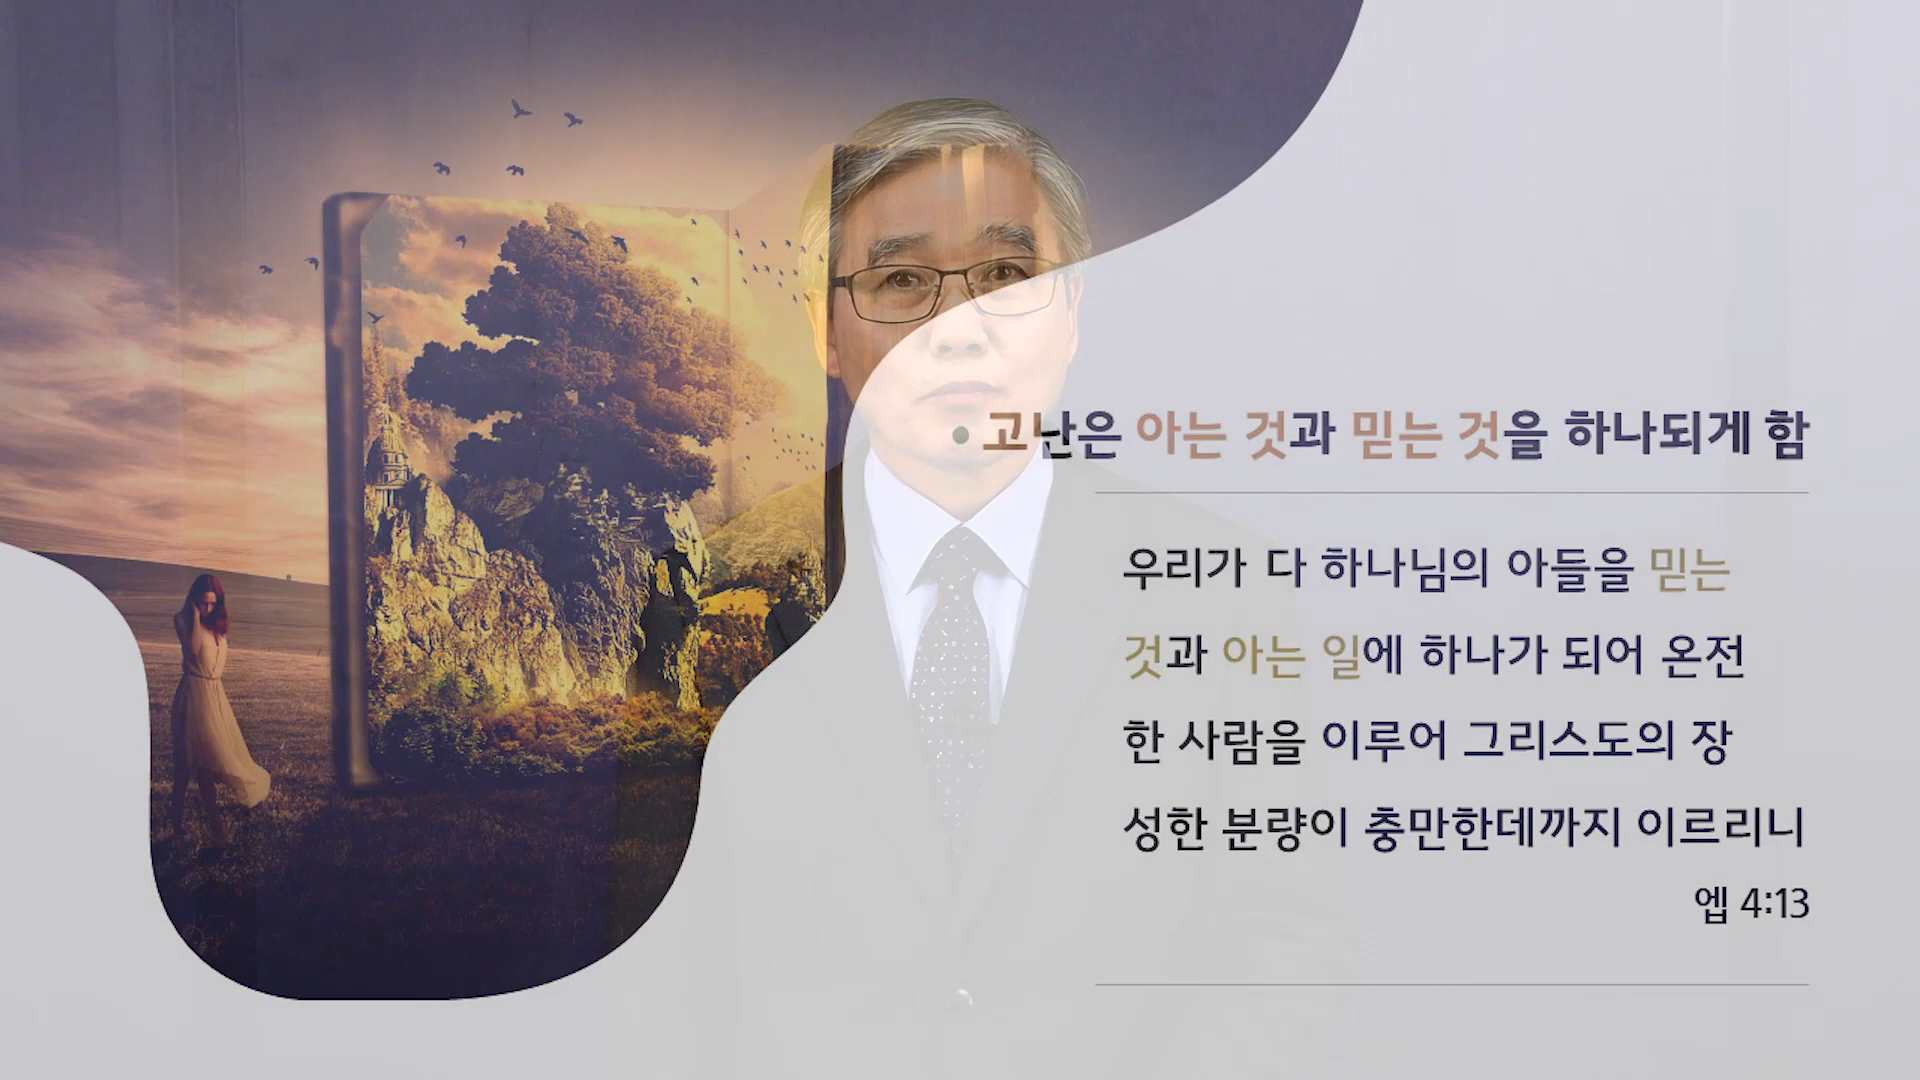 • 고난은 아는 것과 믿는 것을 하나되게 함
우리가 다 하나님의 아들을 믿는
것과 아는 일에 하나가 되어 온전
한 사람을 이루어 그리스도의 장
성한 분량이 충만한데까지 이르리니
엡 4:13